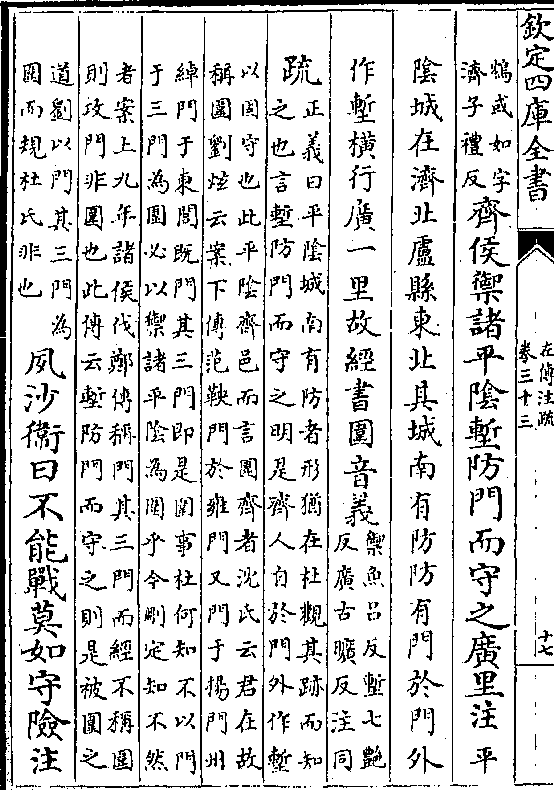 欽定四庫全書
左傳注疏
卷三十三
十七
鴆或如字
濟子禮反
齊侯禦諸平陰塹防門而守之廣里注平
陰城在濟北盧縣東北其城南有防防有門於門外
作塹橫行廣一里故經書圍音義
禦魚呂反塹七艷
反廣古曠反注同
疏
正義曰平陰城南有防者形猶在杜觀其跡而知
之也言塹防門而守之明是齊人自於門外作塹
以固守也此平陰齊邑而言圍齊者沈氏云君在故
稱圍劉炫云案下傳范鞅門於雍門又門于揚門州
綽門于東閭既門其三門即是圍事杜何知不以門
于三門為圍必以禦諸平陰為圍乎今刪定知不然
者案上九年諸侯伐鄭傳稱門其三門而經不稱圍
則攻門非圍也此傳云塹防門而守之則是被圍之
道劉以門其三門為
圍而規杜氏非也
夙沙衛曰不能戰莫如守險注